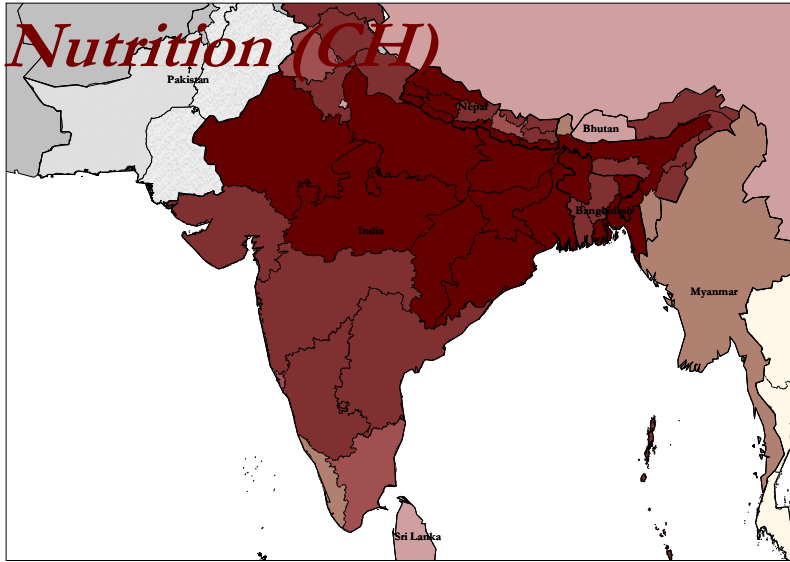 Nutrition (CH)
Pakistan
Nepal
Bhutan
Bangladesh
India
Myanmar
Sri Lanka